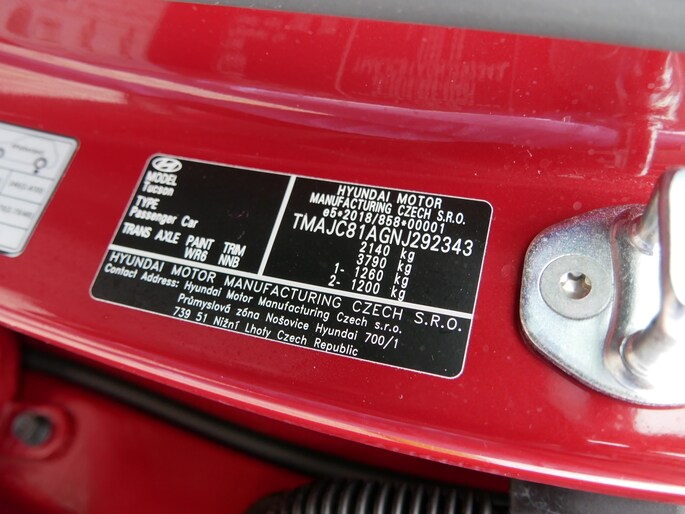 MODEL
Tucson
TYPE
Passenger Car
TRANS AXLE PAINT TRM
WR6 NNB
HYUNDAI MOTOR
MANUFACTURING CZECH S.R.O.
e5*2018/858*00001
TMAJC81AGNJ292343
2140 kg
3790 kg
1- 1260 kg
2- 1200 kg
HYUNDAI MOTOR MANUFACTURING CZECH S.R.O.
Contact Address: Hyundai Motor Manufacturing Czech s.r.o.
Průmyslová zóna Nošovice Hyundai 700/1
739 51 Nižní Lhoty Czech Republic